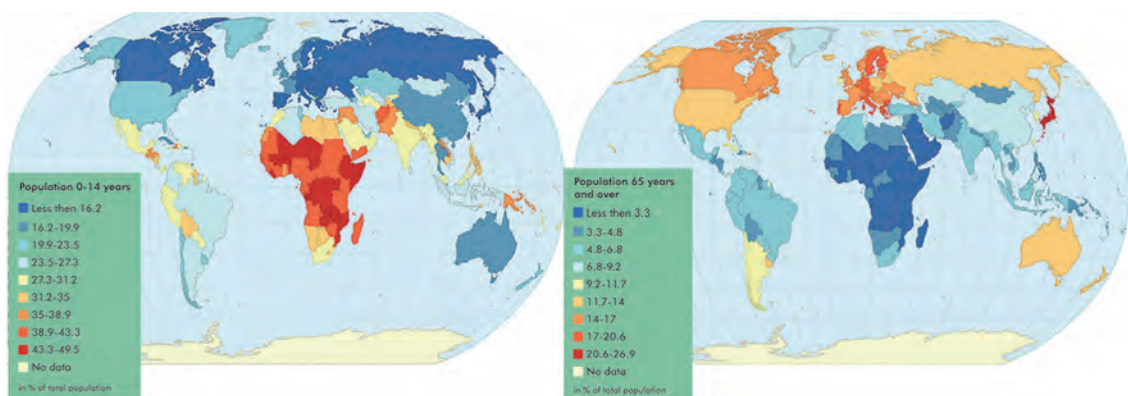 Population 0-14 years
Less then 16.2
16.2-19.9
19.9-23.5
23.5-27.3
27.3-31.2
31.2-35
35-38.9
38.9-43.3
43.3-49.5
No data
in % of total population
Population 65 years
and over
Less then 3.3
3.3-4.8
4.8-6.8
6.8-9.2
9.2-11.7
11.7-14
14-17
17-20.6
20.6-26.9
No data
in % of total population